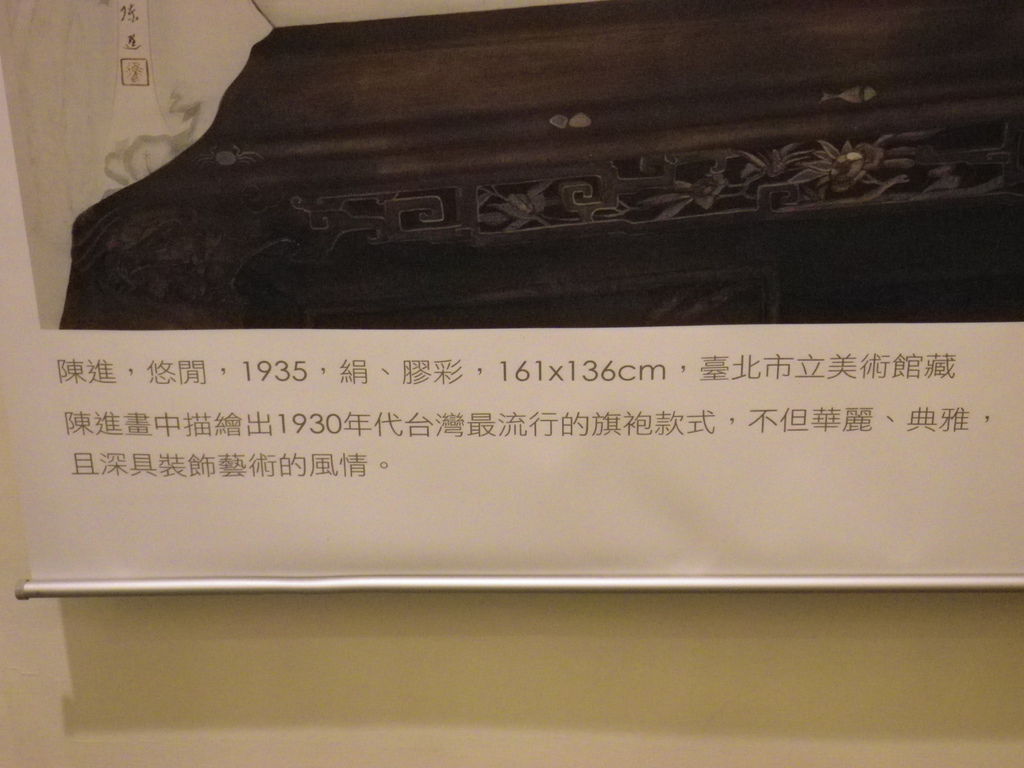 陳進
陳進，悠閒，1935，絹、膠彩，161x136cm，臺北市立美術館藏
陳進畫中描繪出1930年代台灣最流行的旗袍款式，不但華麗、典雅，
且深具裝飾藝術的風情。